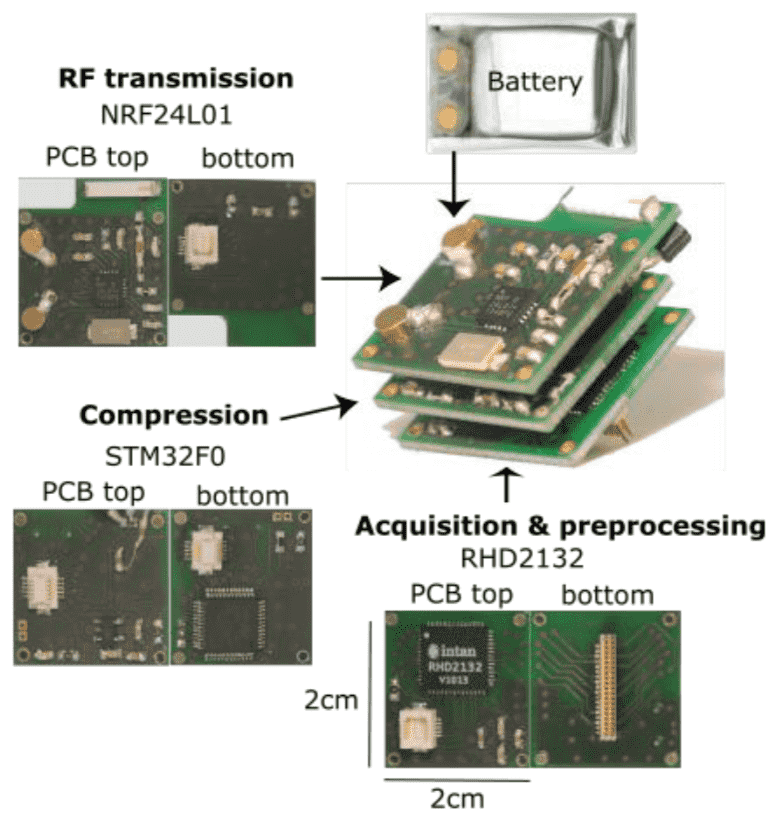 Battery
RF transmission
NRF24L01
PCB top
bottom
Compression
STM32F0
PCB top
bottom
Acquisition & preprocessing
RHD2132
PCB top
bottom
intan
RHD2132
V1013
2cm
2cm